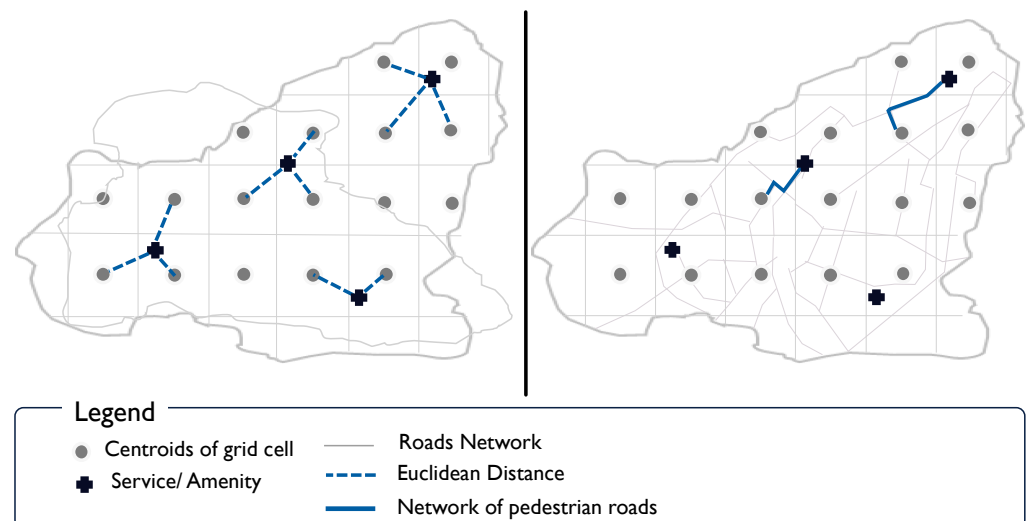 Legend
Centroids of grid cell
Service/ Amenity
Roads Network
Euclidean Distance
Network of pedestrian roads